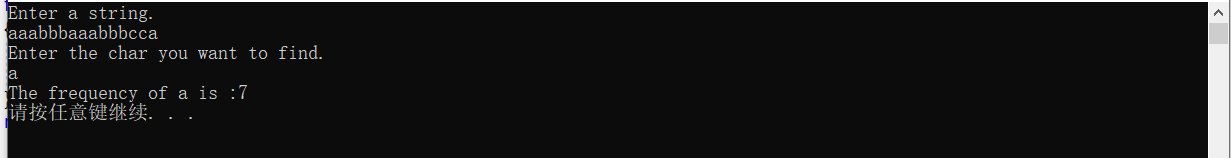 Enter a string.
aaabbbaaabbbcca
Enter the char you want to find.
a
The frequency of a is :7
请按任意键继续. . .